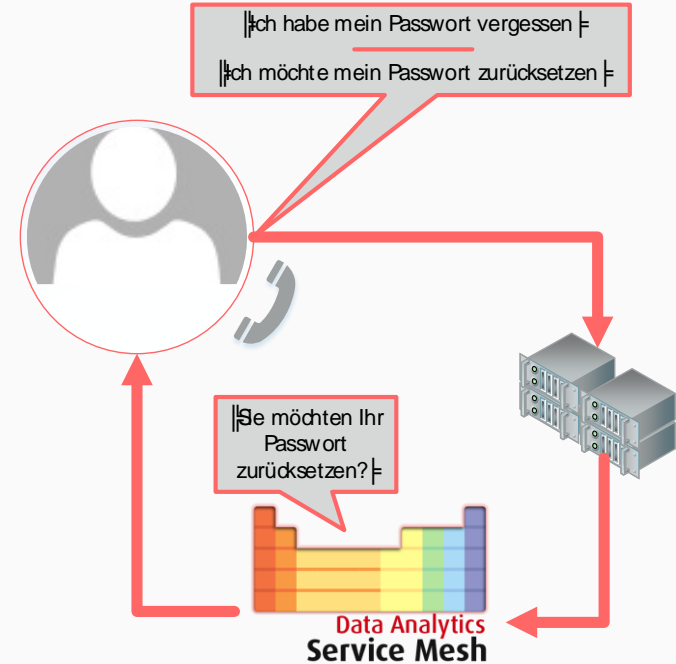 ╟Ich habe mein Passwort vergessen╞
╟Ich möchte mein Passwort zurücksetzen╞
╟Sie möchten Ihr
Passwort
zurücksetzen?╞
Data Analytics
Service Mesh